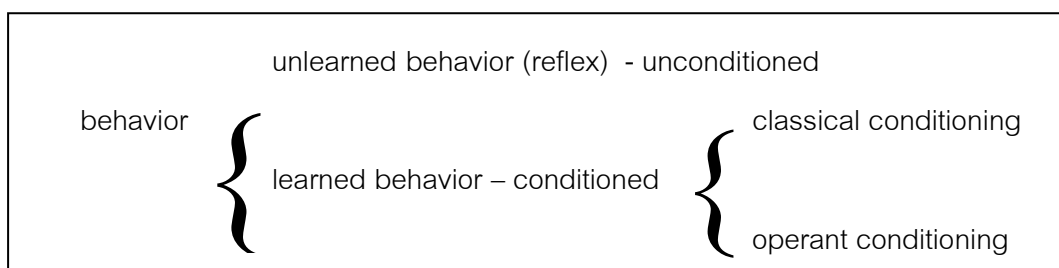 unlearned behavior (reflex)  - unconditioned
behavior
classical conditioning
learned behavior – conditioned
operant conditioning